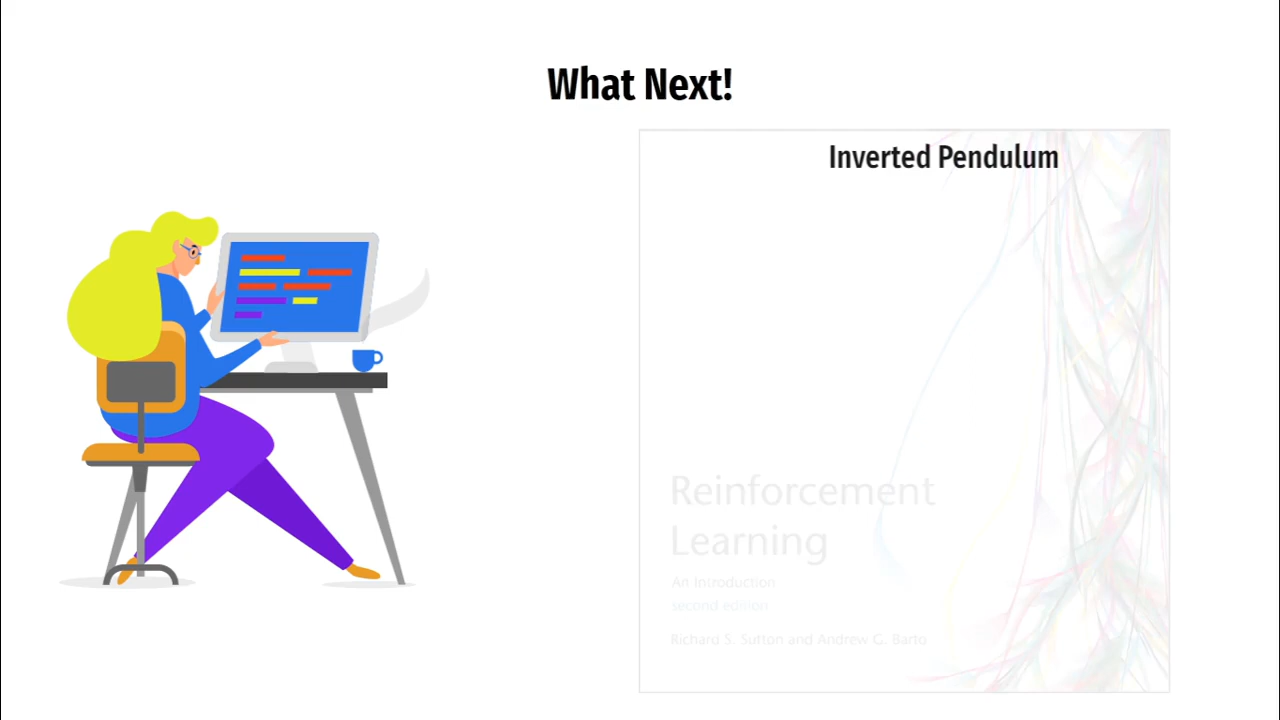 What Next!
Inverted Pendulum
Reinforcement
Learning
An Introduction
second edition
Richard S. Sutton and Andrew G. Barto